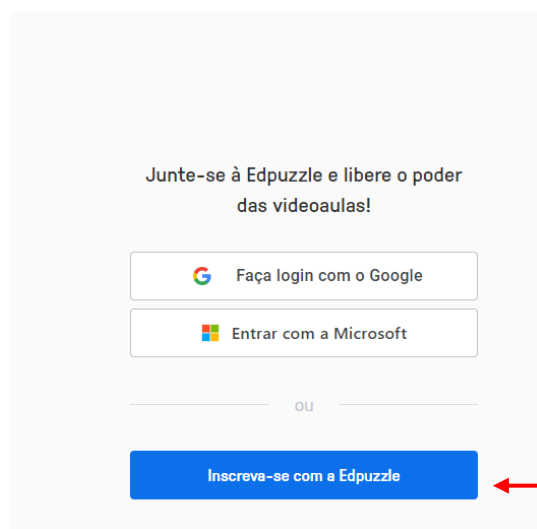 Junte-se à Edpuzzle e libere o poder
das videoaulas!
Faça login com o Google
Entrar com a Microsoft
ou
Inscreva-se com a Edpuzzle